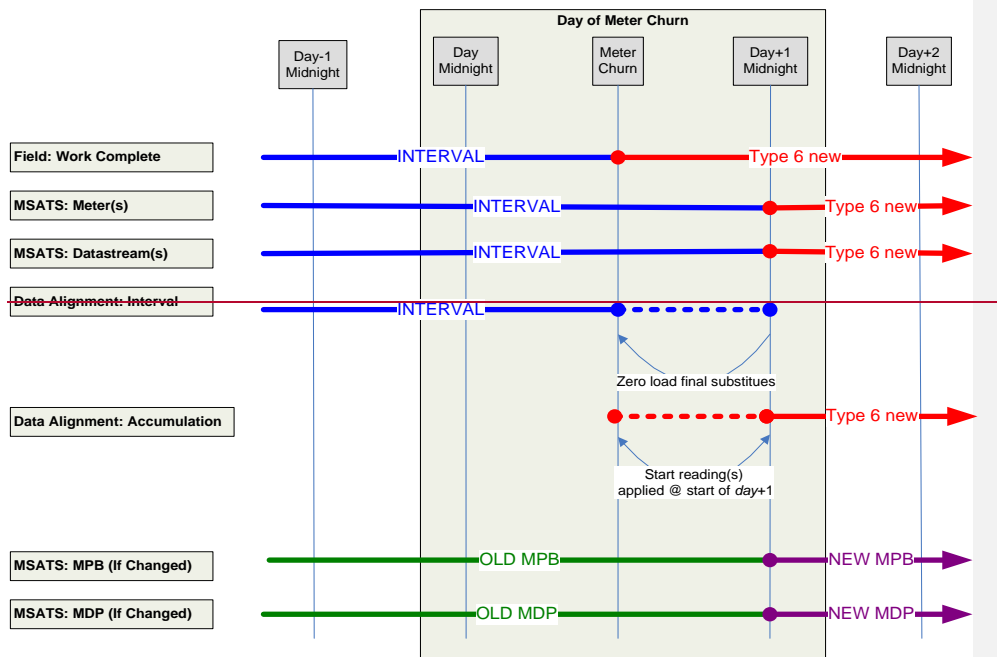 Day of Meter Churn
Day-1
Midnight
Day
Midnight
Meter
Churn
Day+1
Midnight
Day+2
Midnight
Field: Work Complete
INTERVAL
Type 6 new
MSATS: Meter(s)
INTERVAL
Type 6 new
MSATS: Datastream(s)
INTERVAL
Type 6 new
Data Alignment: Interval
INTERVAL
Zero load final substitues
Data Alignment: Accumulation
Type 6 new
Start reading(s)
applied @ start of day+1
MSATS: MPB (If Changed)
OLD MPB
NEW MPB
MSATS: MDP (If Changed)
OLD MDP
NEW MDP